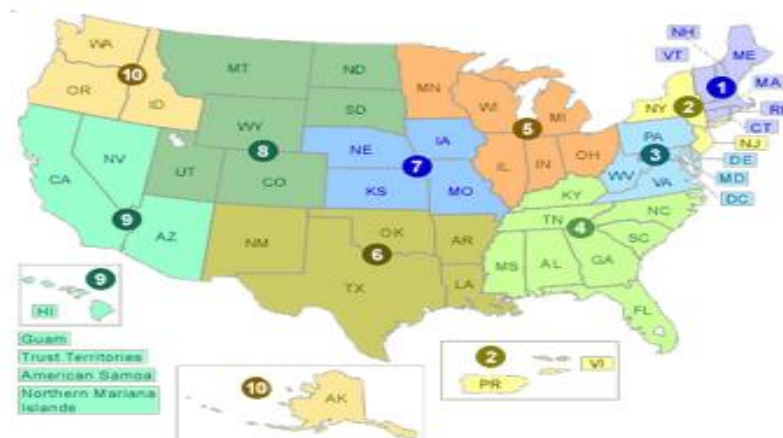 NH
VT
ME
WA
MT
ND
MN
MA
10
OR
ID
1
WI
MI
NY
2
RI
CT
SD
WY
5
PA
NJ
8
IA
NE
7
3
DE
NV
IL
IN
OH
WV
MD
CA
UT
CO
KS
MO
VA
DC
KY
9
AZ
NM
OK
AR
TN
4
NC
SC
6
TX
MS
AL
GA
LA
FL
9
HI
Guam
Trust Territories
American Samoa
Northern Mariana
Islands
10
AK
2
VI
PR